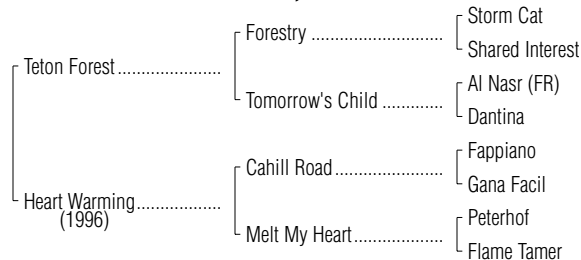 Storm Cat
Forestry
Shared Interest
Teton Forest
Al Nasr (FR)
Tomorrow's Child
Dantina
Fappiano
Cahill Road
Gana Facil
Heart Warming
(1996)
Peterhof
Melt My Heart
Flame Tamer